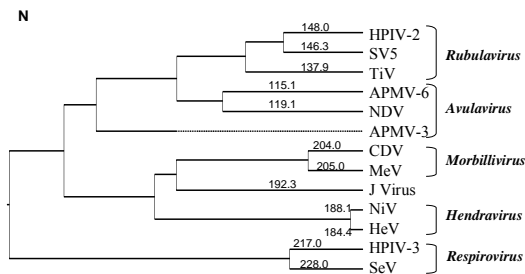 N
148.0 HPIV-2
146.3 SV5
Rubulavirus
137.9 TiV
115.1 APMV-6
119.1 NDV
Avulavirus
APMV-3
204.0 CDV
Morbillivirus
205.0 MeV
192.3 J Virus
188.1 NiV
Hendravirus
184.4 HeV
217.0 HPIV-3
Respirovirus
228.0 SeV